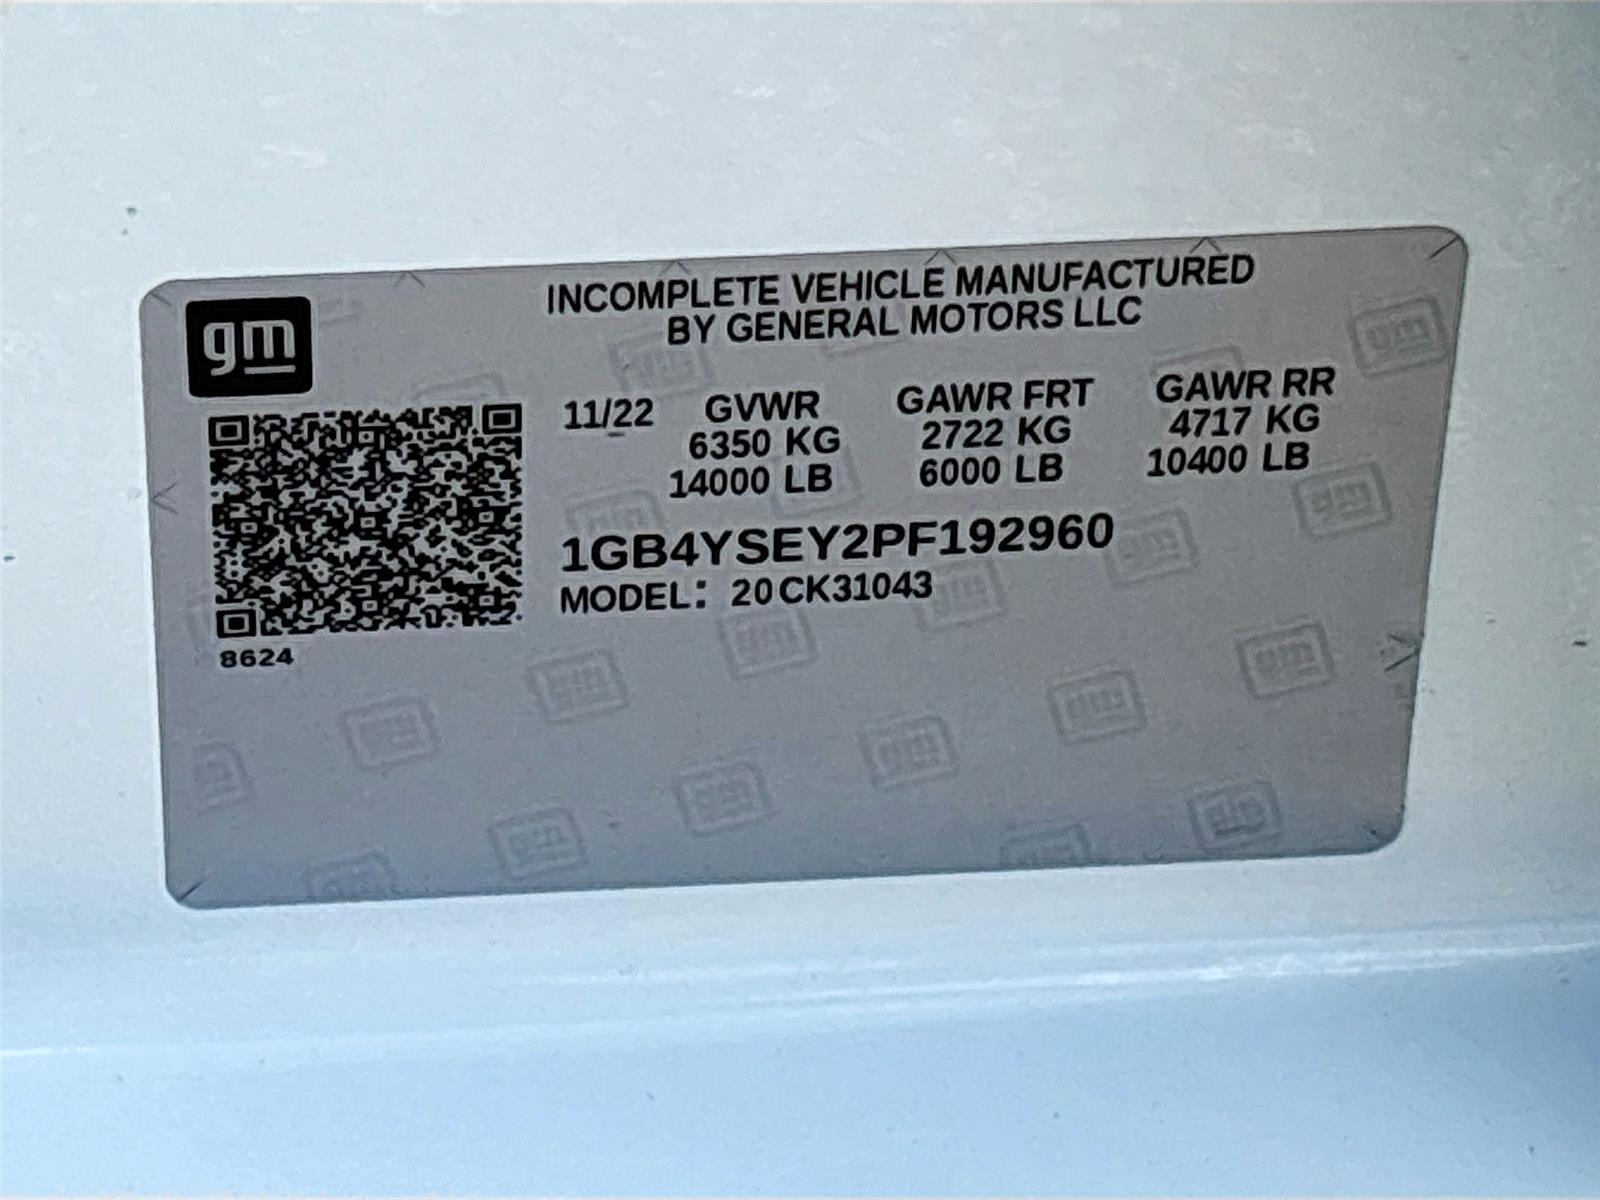 gm
INCOMPLETE VEHICLE MANUFACTURED
BY GENERAL MOTORS LLC
11/22 GVWR GAWR FRT GAWR RR
6350 KG 2722 KG 4717 KG
14000 LB 6000 LB 10400 LB
1GB4YSEY2PF192960
MODEL: 20CK31043
8624